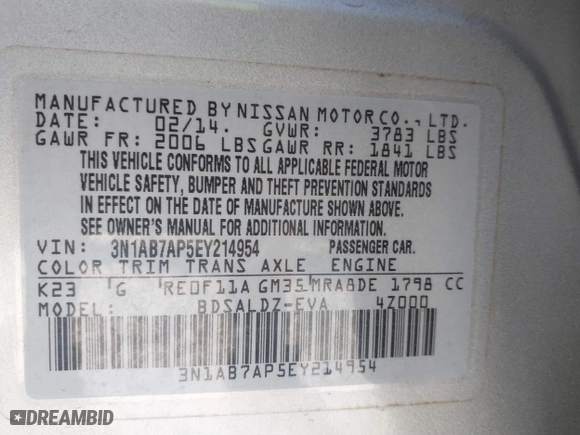 MANUFACTURED BY NISSAN MOTOR CO., LTD.
DATE: 02/14. GVWR: 3783 LBS
GAWR FR: 2006 LBS GAWR RR: 1841 LBS
THIS VEHICLE CONFORMS TO ALL APPLICABLE FEDERAL MOTOR
VEHICLE SAFETY, BUMPER AND THEFT PREVENTION STANDARDS
IN EFFECT ON THE DATE OF MANUFACTURE SHOWN ABOVE.
SEE OWNER'S MANUAL FOR ADDITIONAL INFORMATION
VIN: 3N1AB7AP5EY214954 PASSENGER CAR.
COLOR TRIM TRANS AXLE ENGINE
K23 G RE0F11A GM35 MRA8DE 1798 CC
MODEL: BDSALDZ-EVA 4Z000
3N1AB7AP5EY214954
DREAMBID